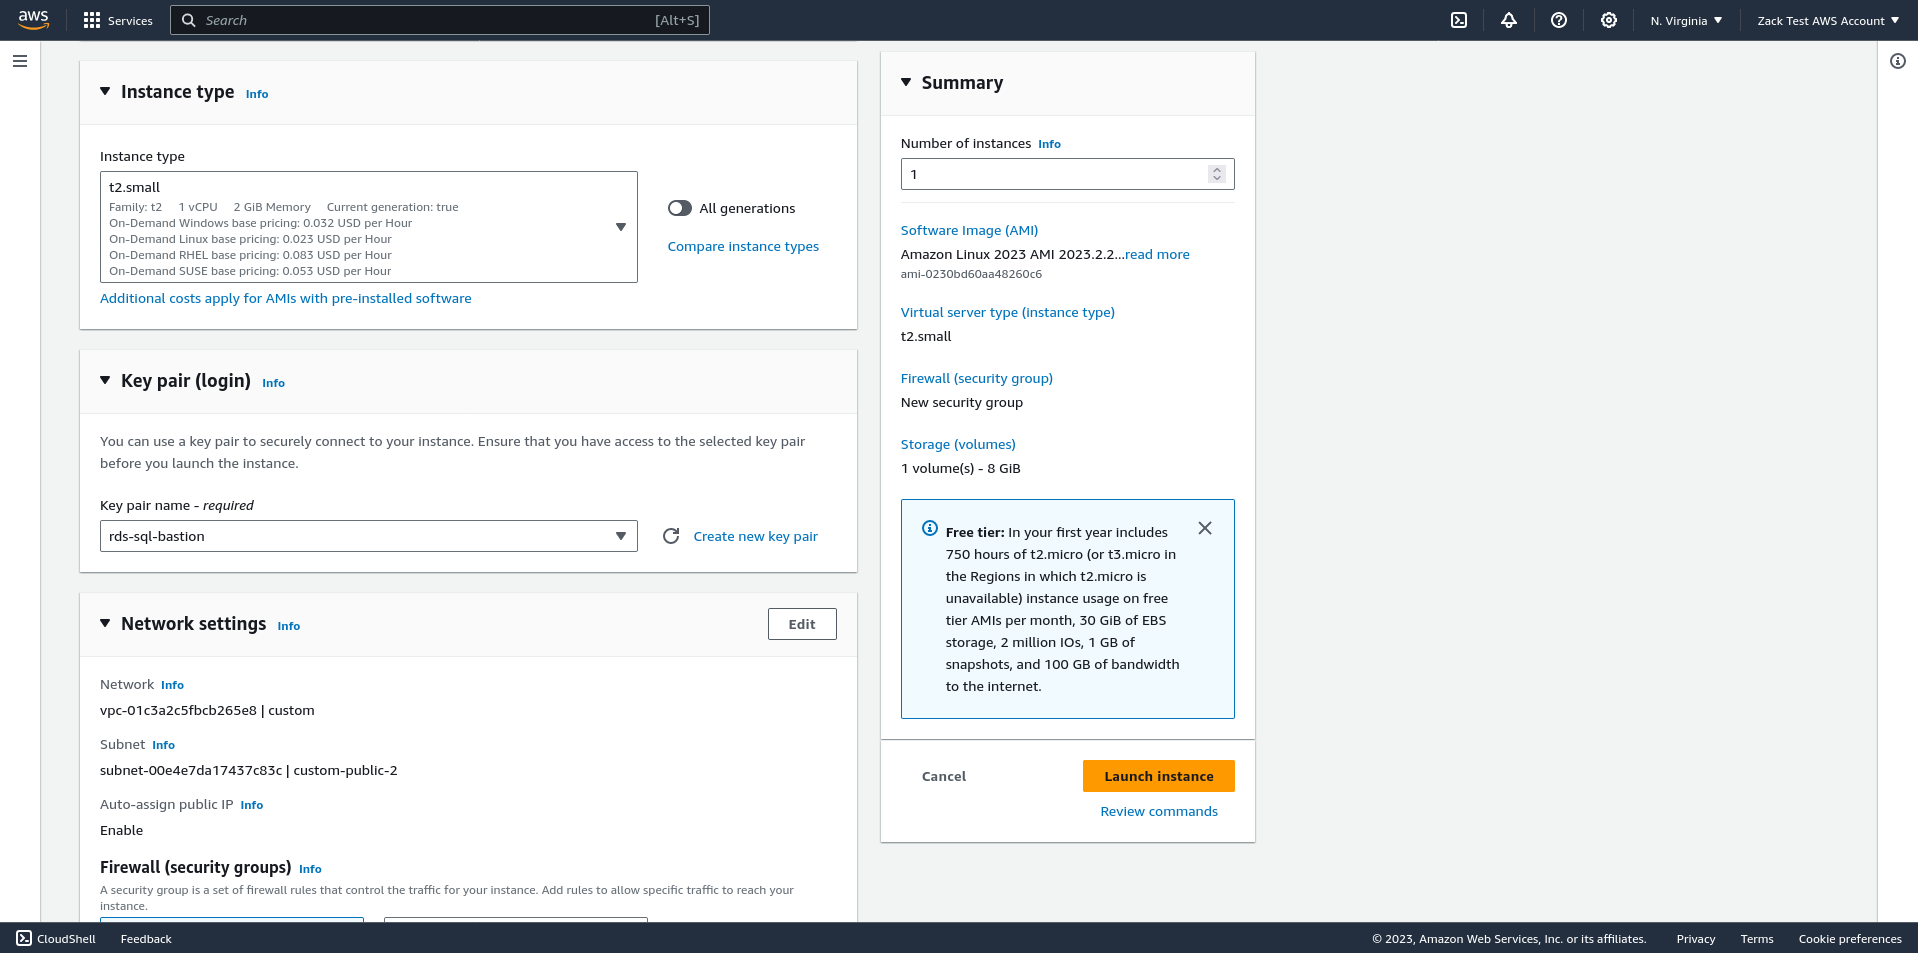 aws
Services
Search [Alt+S]
N. Virginia
Zack Test AWS Account
Instance type Info
Instance type
t2.small
Family: t2 1 vCPU 2 GiB Memory Current generation: true
On-Demand Windows base pricing: 0.032 USD per Hour
On-Demand Linux base pricing: 0.023 USD per Hour
On-Demand RHEL base pricing: 0.083 USD per Hour
On-Demand SUSE base pricing: 0.053 USD per Hour
All generations
Compare instance types
Additional costs apply for AMIs with pre-installed software
Key pair (login) Info
You can use a key pair to securely connect to your instance. Ensure that you have access to the selected key pair
before you launch the instance.
Key pair name - required
rds-sql-bastion
Create new key pair
Network settings Info
Edit
Network Info
vpc-01c3a2c5fbcb265e8 | custom
Subnet Info
subnet-00e4e7da17437c83c | custom-public-2
Auto-assign public IP Info
Enable
Firewall (security groups) Info
A security group is a set of firewall rules that control the traffic for your instance. Add rules to allow specific traffic to reach your
instance.
Summary
Number of instances Info
1
Software Image (AMI)
Amazon Linux 2023 AMI 2023.2.2...read more
ami-0230bd60aa48260c6
Virtual server type (instance type)
t2.small
Firewall (security group)
New security group
Storage (volumes)
1 volume(s) - 8 GiB
Free tier: In your first year includes
750 hours of t2.micro (or t3.micro in
the Regions in which t2.micro is
unavailable) instance usage on free
tier AMIs per month, 30 GiB of EBS
storage, 2 million IOs, 1 GB of
snapshots, and 100 GB of bandwidth
to the internet.
Cancel
Launch instance
Review commands
CloudShell
Feedback
© 2023, Amazon Web Services, Inc. or its affiliates.
Privacy
Terms
Cookie preferences